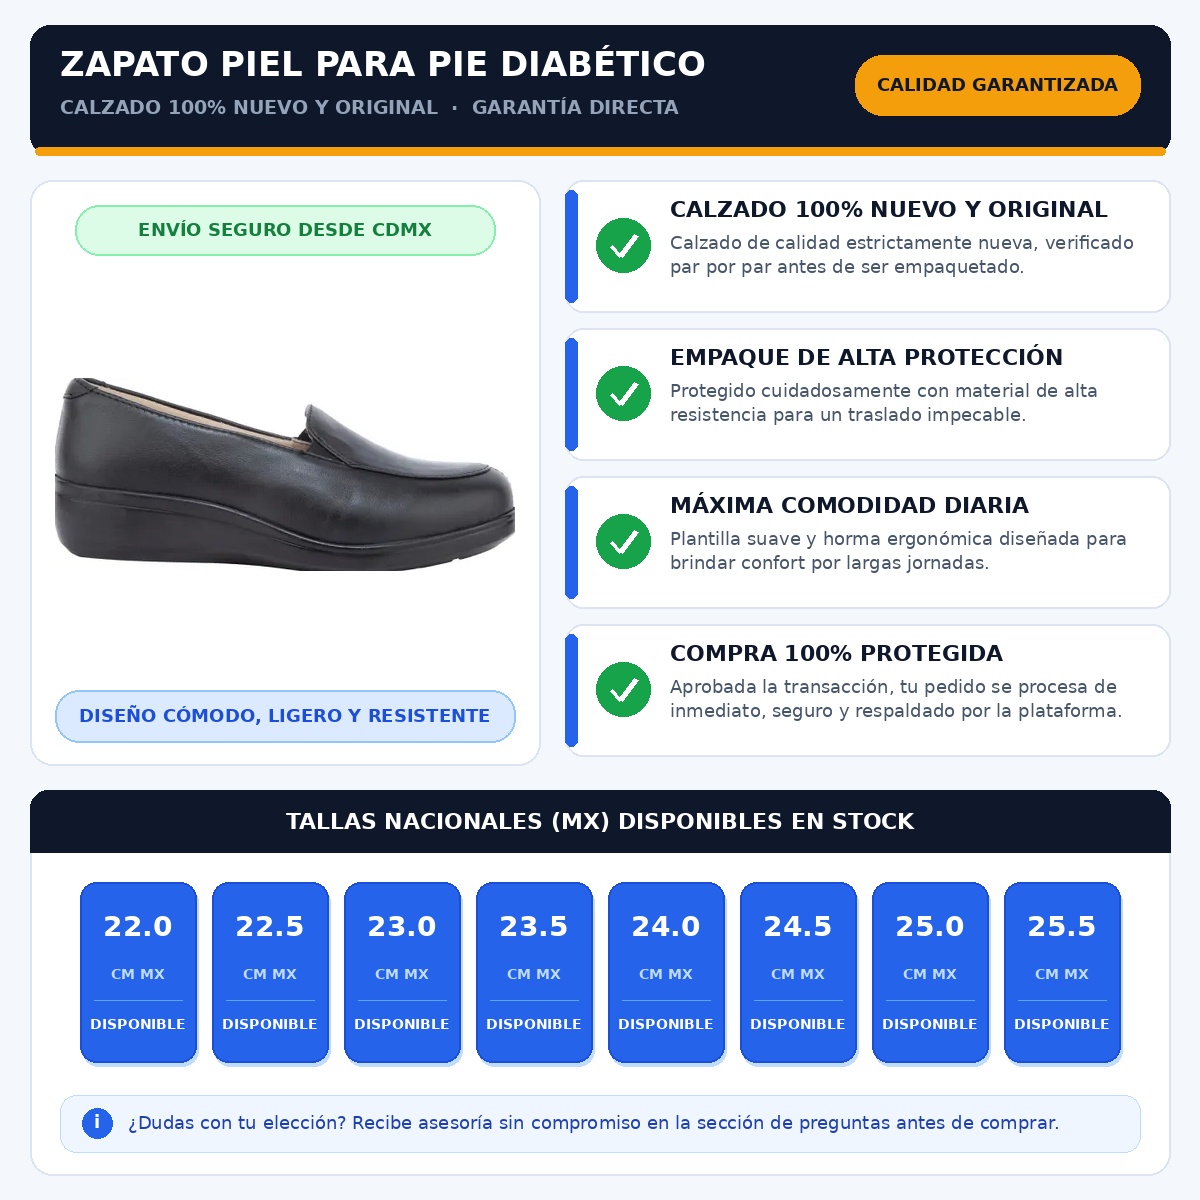 ZAPATO PIEL PARA PIE DIABÉTICO
CALZADO 100% NUEVO Y ORIGINAL · GARANTÍA DIRECTA
CALIDAD GARANTIZADA
ENVÍO SEGURO DESDE CDMX
DISEÑO CÓMODO, LIGERO Y RESISTENTE
CALZADO 100% NUEVO Y ORIGINAL
Calzado de calidad estrictamente nueva, verificado
par por par antes de ser empaquetado.
EMPAQUE DE ALTA PROTECCIÓN
Protegido cuidadosamente con material de alta
resistencia para un traslado impecable.
MÁXIMA COMODIDAD DIARIA
Plantilla suave y horma ergonómica diseñada para
brindar confort por largas jornadas.
COMPRA 100% PROTEGIDA
Aprobada la transacción, tu pedido se procesa de
inmediato, seguro y respaldado por la plataforma.
TALLAS NACIONALES (MX) DISPONIBLES EN STOCK
22.0 22.5 23.0 23.5 24.0 24.5 25.0 25.5
CM MX CM MX CM MX CM MX CM MX CM MX CM MX CM MX
DISPONIBLE DISPONIBLE DISPONIBLE DISPONIBLE DISPONIBLE DISPONIBLE DISPONIBLE DISPONIBLE
i ¿Dudas con tu elección? Recibe asesoría sin compromiso en la sección de preguntas antes de comprar.